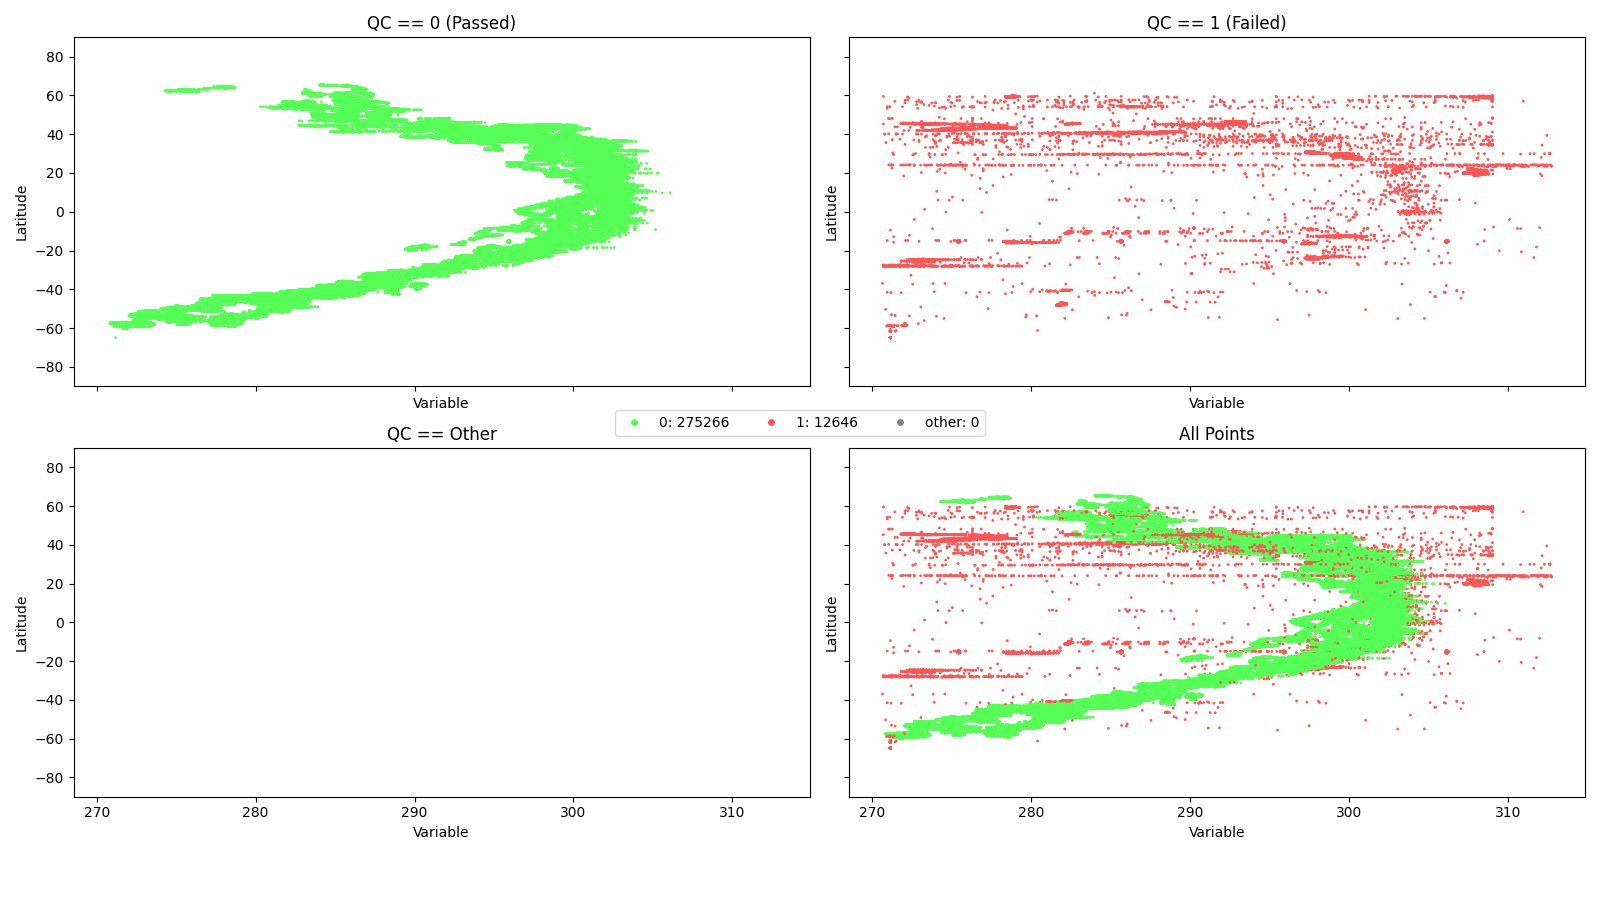 QC == 0 (Passed)
QC == 1 (Failed)
80
60
40
20
0
−20
−40
−60
−80
Latitude
Latitude
Variable
Variable
0: 275266 1: 12646 other: 0
QC == Other
All Points
80
60
40
20
0
−20
−40
−60
−80
Latitude
Latitude
270 280 290 300 310
270 280 290 300 310
Variable
Variable